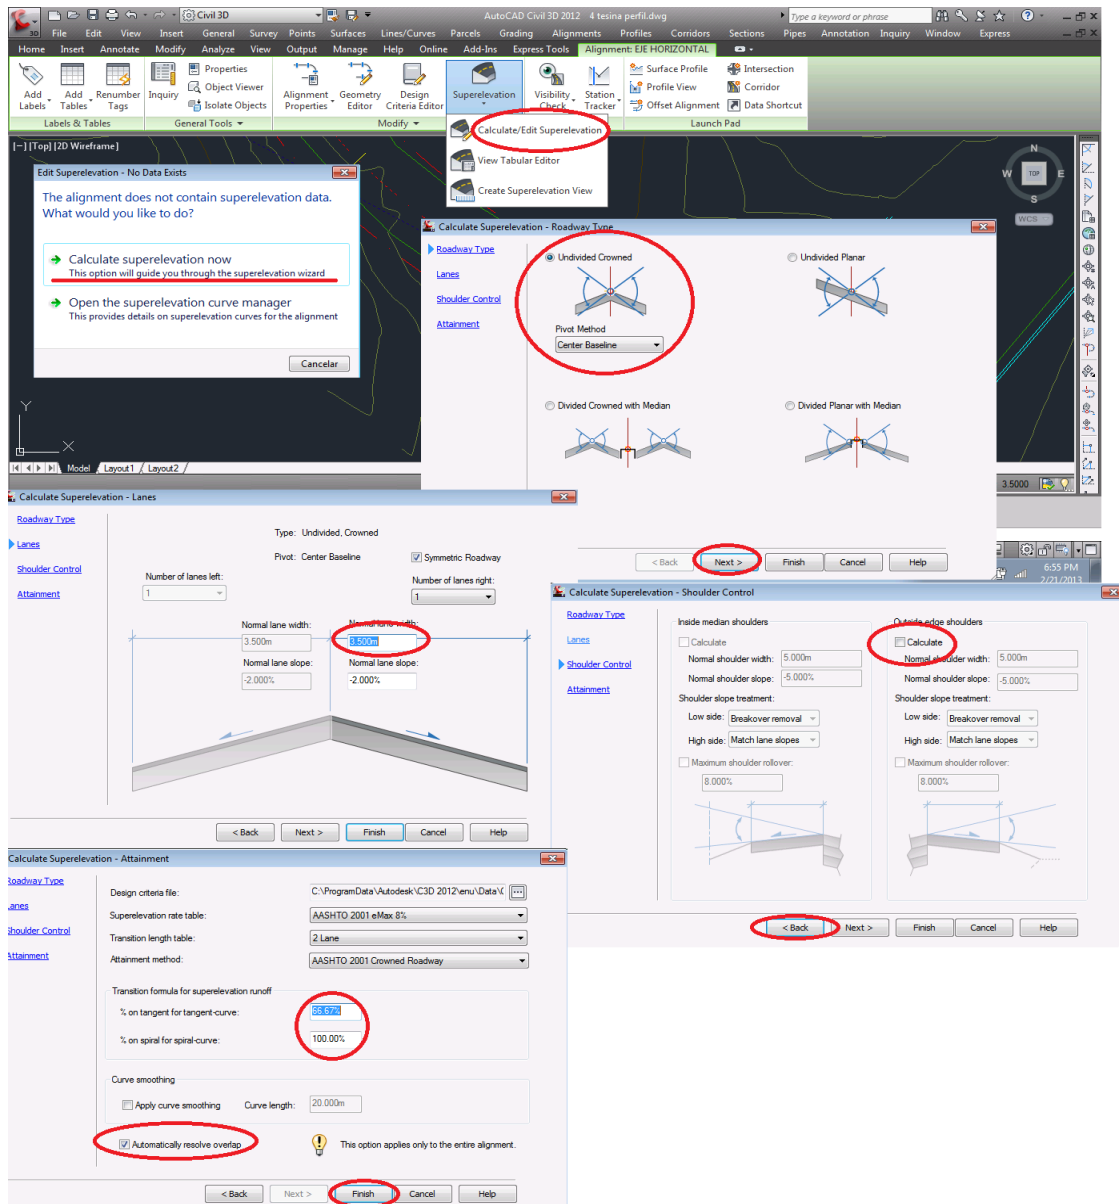 Civil 3D
AutoCAD Civil 3D 2012 4 tesina perfil.dwg
Type a keyword or phrase
3D File Edit View Insert General Survey Points Surfaces Lines/Curves Parcels Grading Alignments Profiles Corridors Sections Pipes Annotation Inquiry Window Express
Home Insert Annotate Modify Analyze View Output Manage Help Online Add-Ins Express Tools Alignment: EJE HORIZONTAL
Add Labels
Add Tables
Renumber Tags
Inquiry
Properties
Object Viewer
Isolate Objects
Alignment Properties
Geometry Editor
Design Criteria Editor
Superelevation
Visibility Check
Station Tracker
Surface Profile
Profile View
Offset Alignment
Intersection
Corridor
Data Shortcut
Labels & Tables
General Tools
Modify
Launch Pad
Calculate/Edit Superelevation
View Tabular Editor
Create Superelevation View
[-] [Top] [2D Wireframe]
N
W TOP E
S
WCS
Edit Superelevation - No Data Exists
The alignment does not contain superelevation data.
What would you like to do?
Calculate superelevation now
This option will guide you through the superelevation wizard
Open the superelevation curve manager
This provides details on superelevation curves for the alignment
Cancelar
Y
X
Model Layout1 Layout2
3.5000
6:55 PM
2/21/2013
Calculate Superelevation - Roadway Type
Roadway Type
Lanes
Shoulder Control
Attainment
Undivided Crowned
Undivided Planar
Pivot Method
Center Baseline
Divided Crowned with Median
Divided Planar with Median
< Back Next > Finish Cancel Help
Calculate Superelevation - Lanes
Roadway Type
Lanes
Shoulder Control
Attainment
Type: Undivided, Crowned
Pivot: Center Baseline
Symmetric Roadway
Number of lanes left:
1
Number of lanes right:
1
Normal lane width:
3.500m
Normal lane width:
3.500m
Normal lane slope:
-2.000%
Normal lane slope:
-2.000%
< Back Next > Finish Cancel Help
Calculate Superelevation - Shoulder Control
Roadway Type
Lanes
Shoulder Control
Attainment
Inside median shoulders
Calculate
Normal shoulder width: 5.000m
Normal shoulder slope: -5.000%
Shoulder slope treatment:
Low side: Breakover removal
High side: Match lane slopes
Maximum shoulder rollover:
8.000%
Outside edge shoulders
Calculate
Normal shoulder width: 5.000m
Normal shoulder slope: -5.000%
Shoulder slope treatment:
Low side: Breakover removal
High side: Match lane slopes
Maximum shoulder rollover:
8.000%
< Back Next > Finish Cancel Help
Calculate Superelevation - Attainment
Roadway Type
Lanes
Shoulder Control
Attainment
Design criteria file: C:\ProgramData\Autodesk\C3D 2012\enu\Data\(
Superelevation rate table: AASHTO 2001 eMax 8%
Transition length table: 2 Lane
Attainment method: AASHTO 2001 Crowned Roadway
Transition formula for superelevation runoff
% on tangent for tangent-curve: 66.67%
% on spiral for spiral-curve: 100.00%
Curve smoothing
Apply curve smoothing Curve length: 20.000m
Automatically resolve overlap
This option applies only to the entire alignment.
< Back Next > Finish Cancel Help